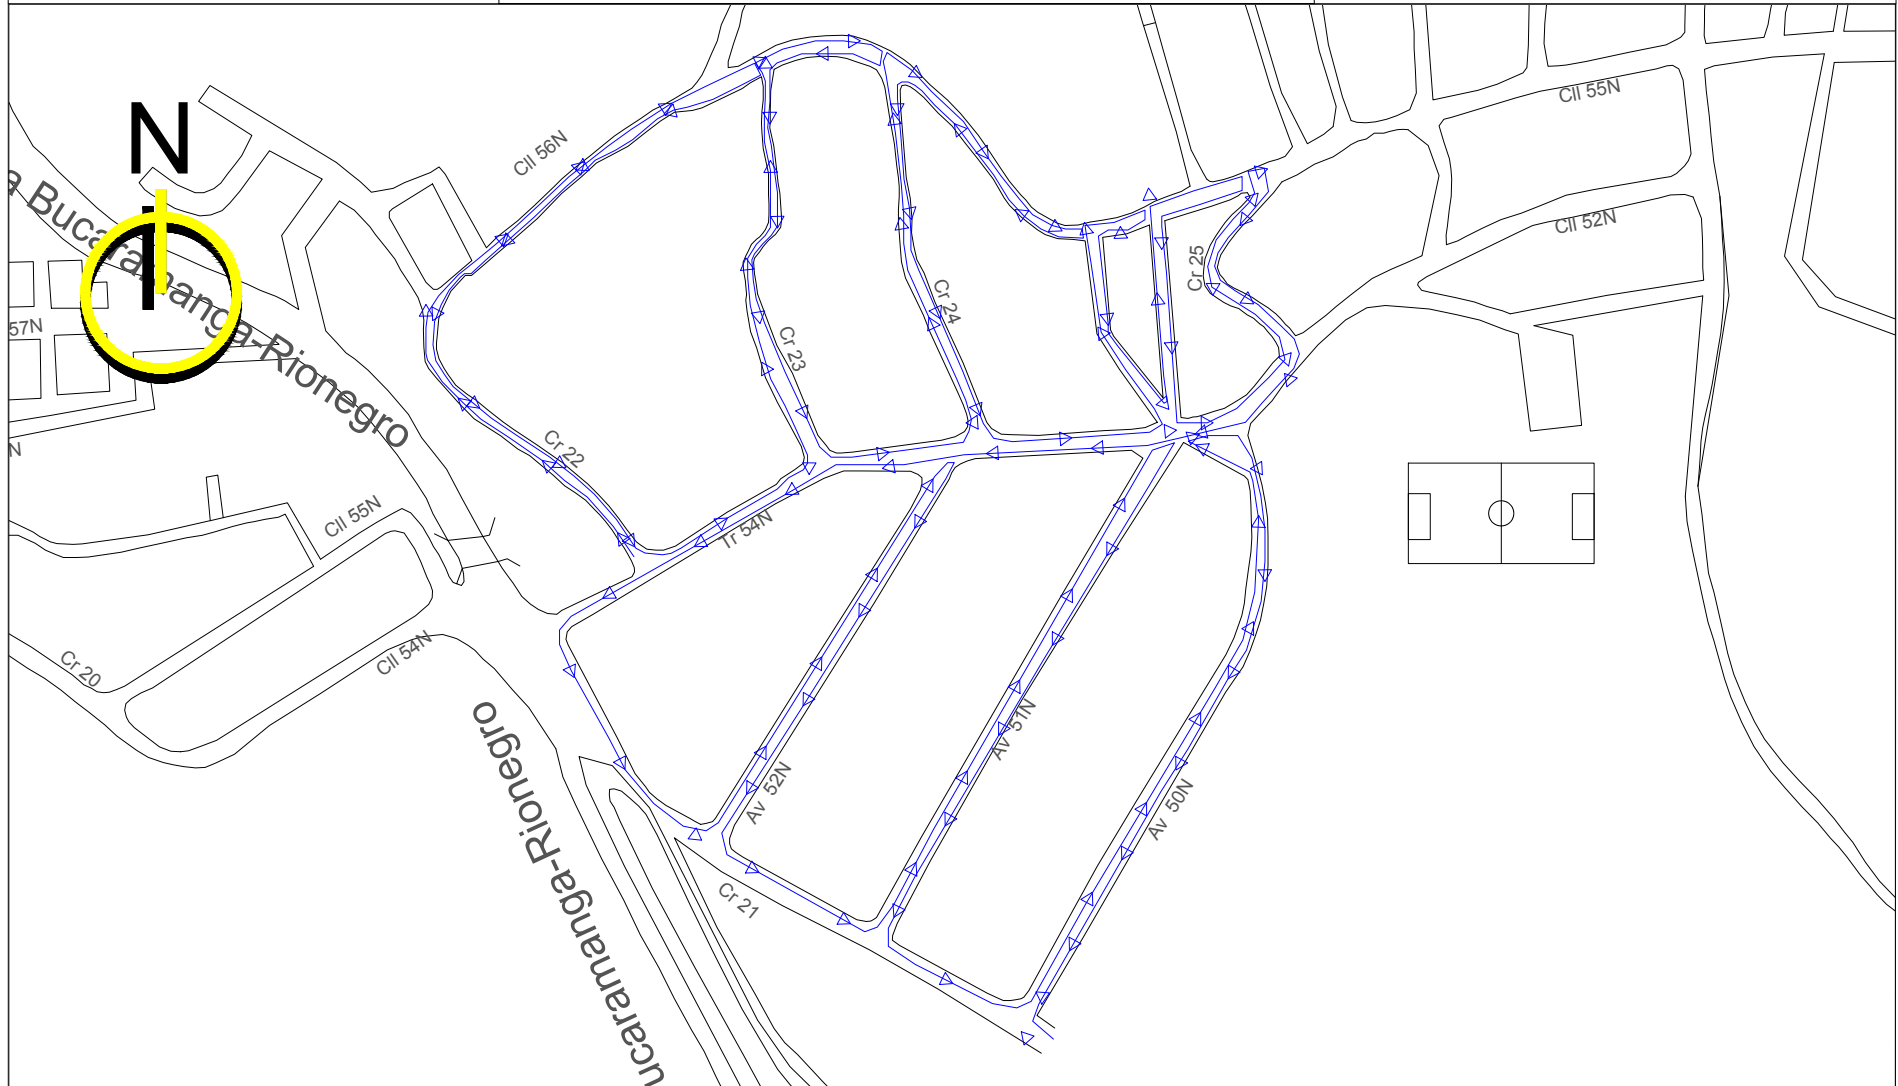 N
Cll 55N
Cll 56N
a Bucaramanga-Rionegro
Cll 52N
Cr 25
Cr 24
57N
Cr 23
N
Cr 22
Cll 55N
Tr 54N
Cll 54N
Cr 20
Av 51N
Av 52N
Av 50N
Cr 21
ucaramanga-Rionegro